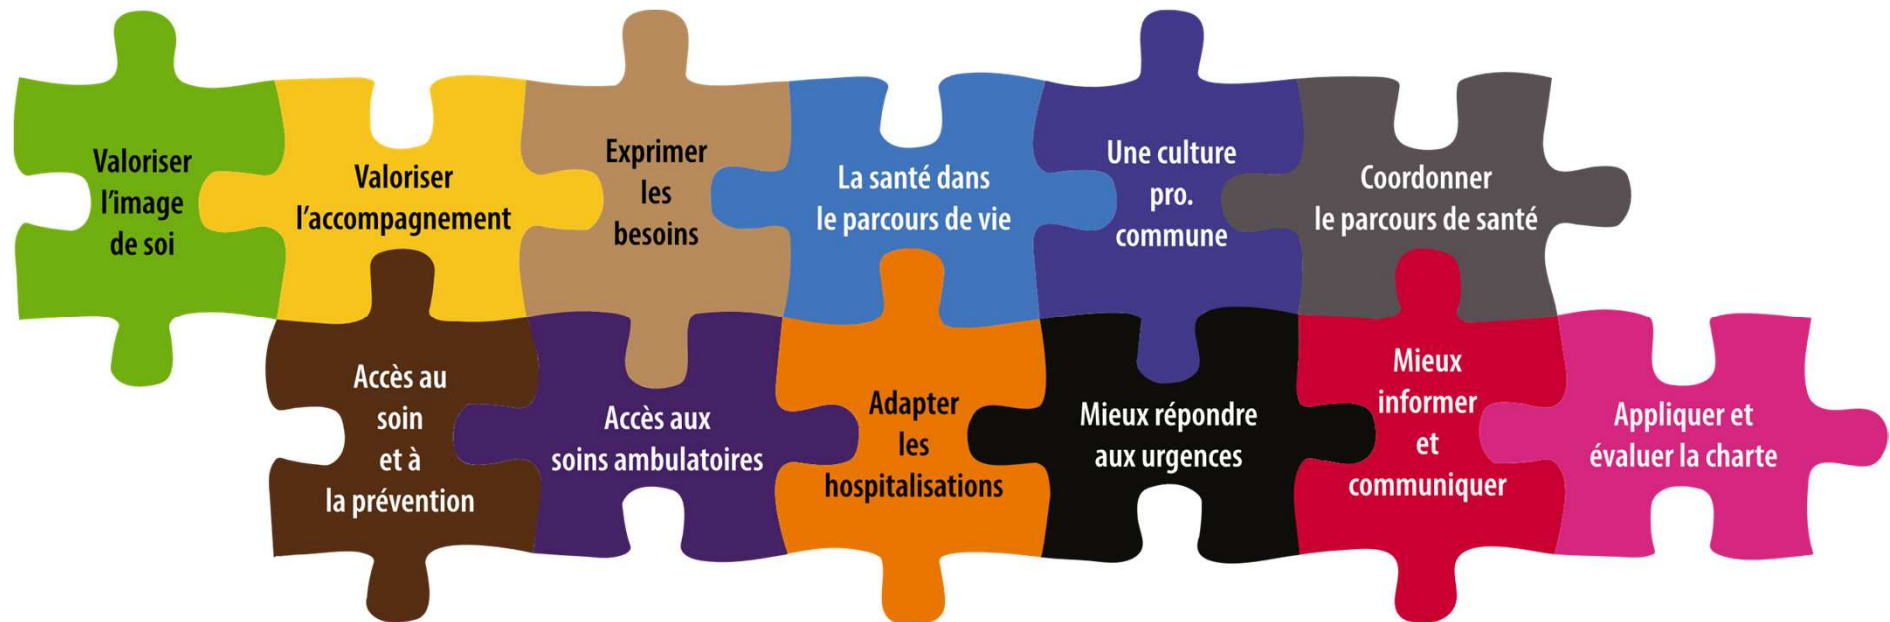 Valoriser
l'image
de soi
Valoriser
l'accompagnement
Exprimer
les
besoins
La santé dans
le parcours de vie
Une culture
pro.
commune
Coordonner
le parcours de santé
Accès au
soin
et à
la prévention
Accès aux
soins ambulatoires
Adapter
les
hospitalisations
Mieux répondre
aux urgences
Mieux
informer
et
communiquer
Appliquer et
évaluer la charte